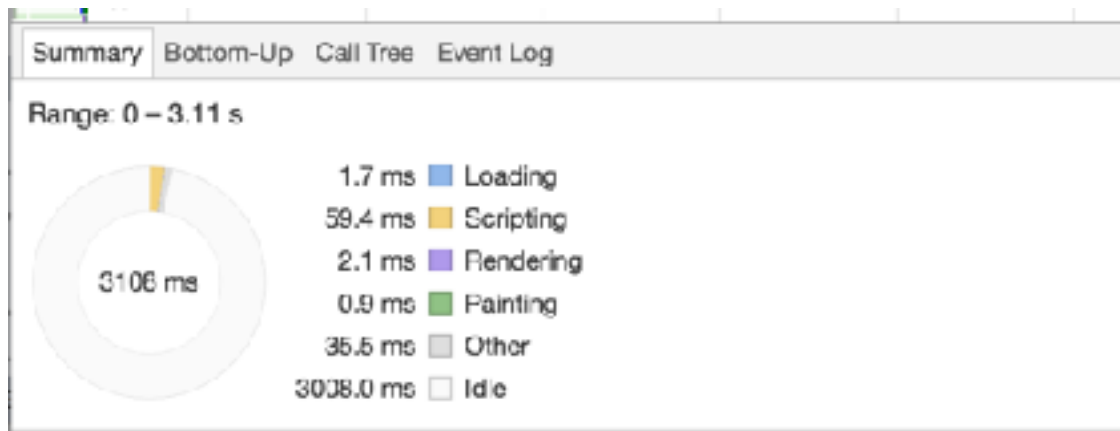 Summary Bottom-Up Call Tree Event Log
Range: 0 – 3.11 s
1.7 ms Loading
59.4 ms Scripting
2.1 ms Rendering
3106 ms
0.9 ms Painting
35.5 ms Other
3008.0 ms Idle